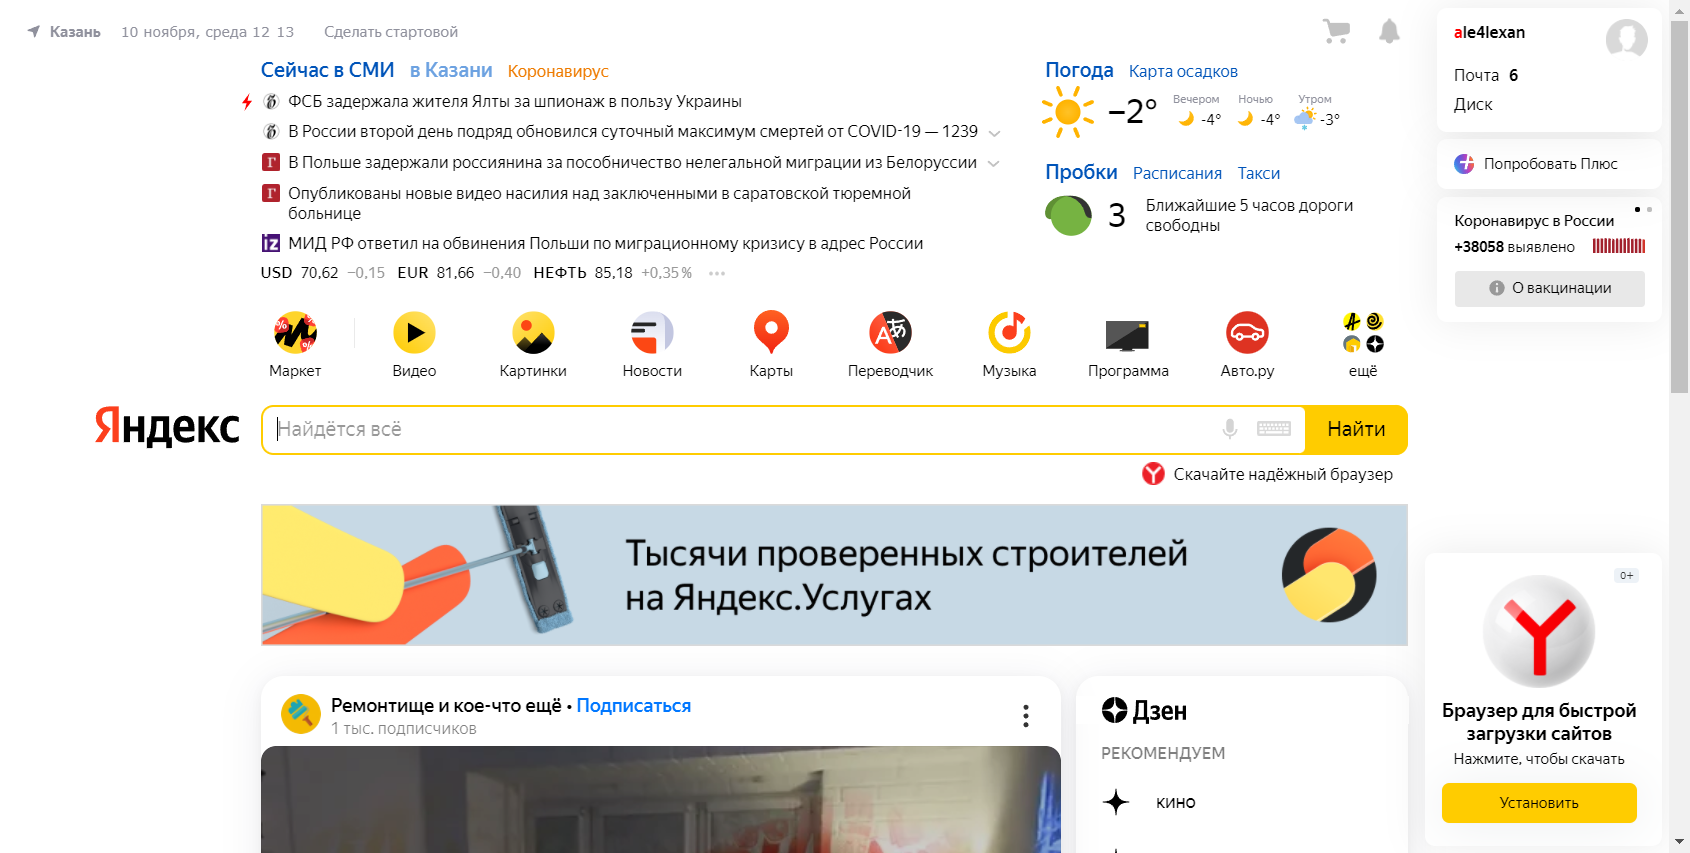 Казань 10 ноября, среда 12 13 Сделать стартовой
Сейчас в СМИ в Казани Коронавирус
ФСБ задержала жителя Ялты за шпионаж в пользу Украины
В России второй день подряд обновился суточный максимум смертей от COVID-19 — 1239
В Польше задержали россиянина за пособничество нелегальной миграции из Белоруссии
Опубликованы новые видео насилия над заключенными в саратовской тюремной
больнице
МИД РФ ответил на обвинения Польши по миграционному кризису в адрес России
USD 70,62 −0,15 EUR 81,66 −0,40 НЕФТЬ 85,18 +0,35%
Погода Карта осадков
−2°
Вечером Ночью Утром
-4° -4° -3°
Пробки Расписания Такси
3
Ближайшие 5 часов дороги
свободны
ale4lexan
Почта 6
Диск
Попробовать Плюс
Коронавирус в России
+38058 выявлено
О вакцинации
Маркет Видео Картинки Новости Карты Переводчик Музыка Программа Авто.ру ещё
Яндекс
Найдётся всё
Найти
Скачайте надёжный браузер
Тысячи проверенных строителей
на Яндекс.Услугах
Ремонтище и кое-что ещё • Подписаться
1 тыс. подписчиков
Дзен
РЕКОМЕНДУЕМ
кино
0+
Браузер для быстрой
загрузки сайтов
Нажмите, чтобы скачать
Установить